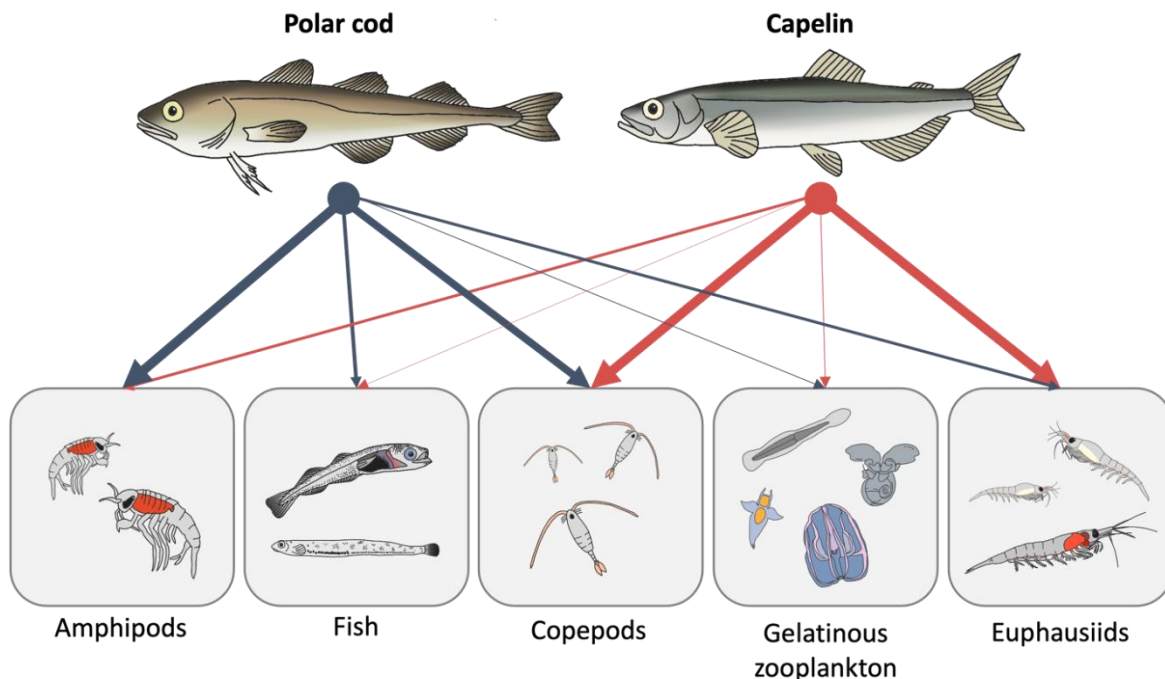 Polar cod
Capelin
Amphipods
Fish
Copepods
Gelatinous
zooplankton
Euphausiids